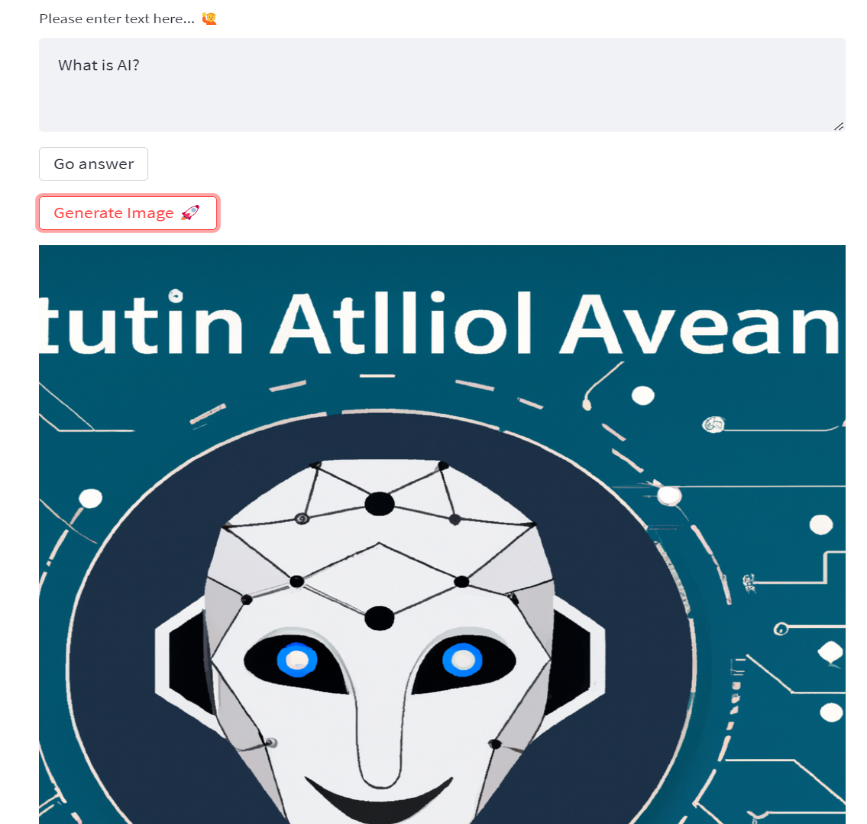 Please enter text here... 🙋
What is AI?
Go answer
Generate Image 🚀
tutin Atlliol Avean